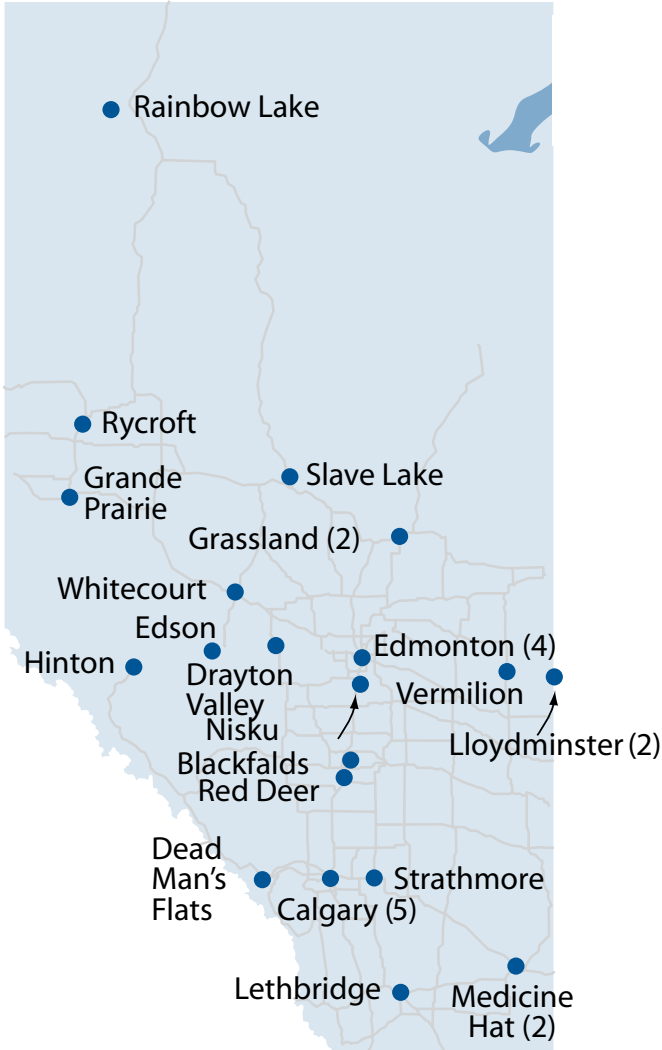 Rainbow Lake
Rycroft
Slave Lake
Grande
Prairie
Grassland (2)
Whitecourt
Edson
Edmonton (4)
Hinton
Drayton
Valley
Vermilion
Nisku
Lloydminster (2)
Blackfalds
Red Deer
Dead
Man's
Flats
Strathmore
Calgary (5)
Lethbridge
Medicine
Hat (2)